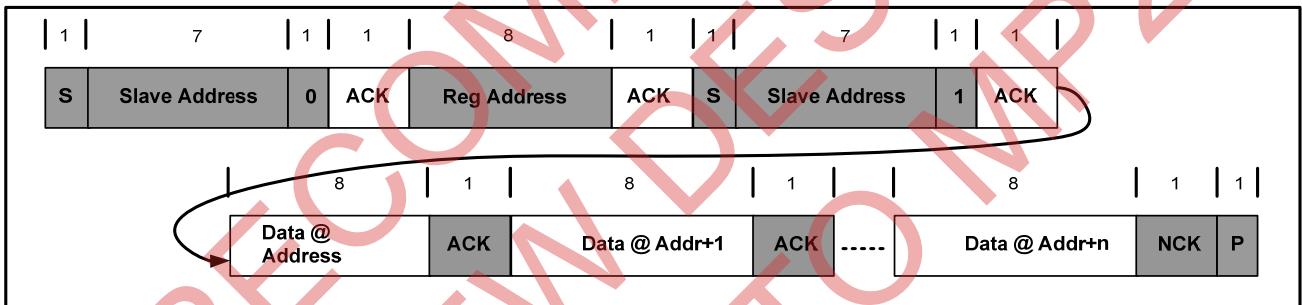 1 7 1 1 8 1 1 7 1 1
S Slave Address 0 ACK Reg Address ACK S Slave Address 1 ACK
8 1 8 1 8 1 1
Data @
Address
ACK Data @ Addr+1 ACK ----- Data @ Addr+n NCK P